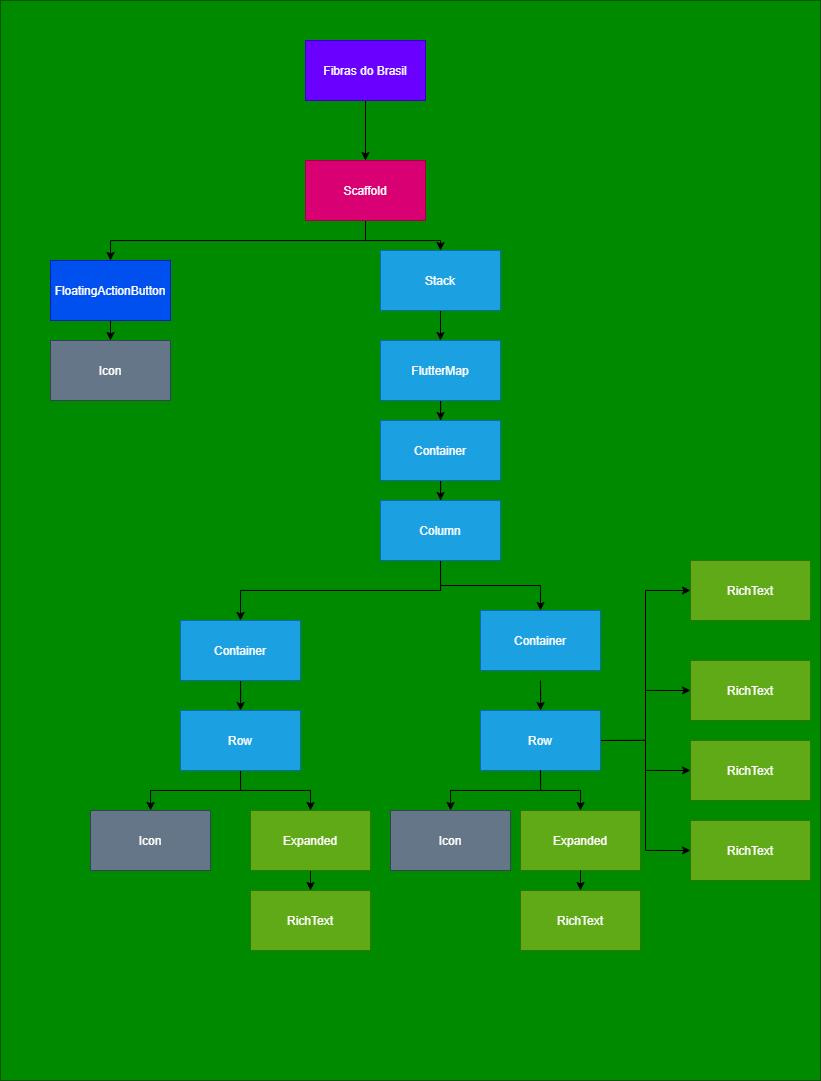 Fibras do Brasil
Scaffold
FloatingActionButton
Stack
Icon
FlutterMap
Container
Column
RichText
Container
Container
RichText
Row
Row
RichText
Icon
Expanded
Icon
Expanded
RichText
RichText
RichText